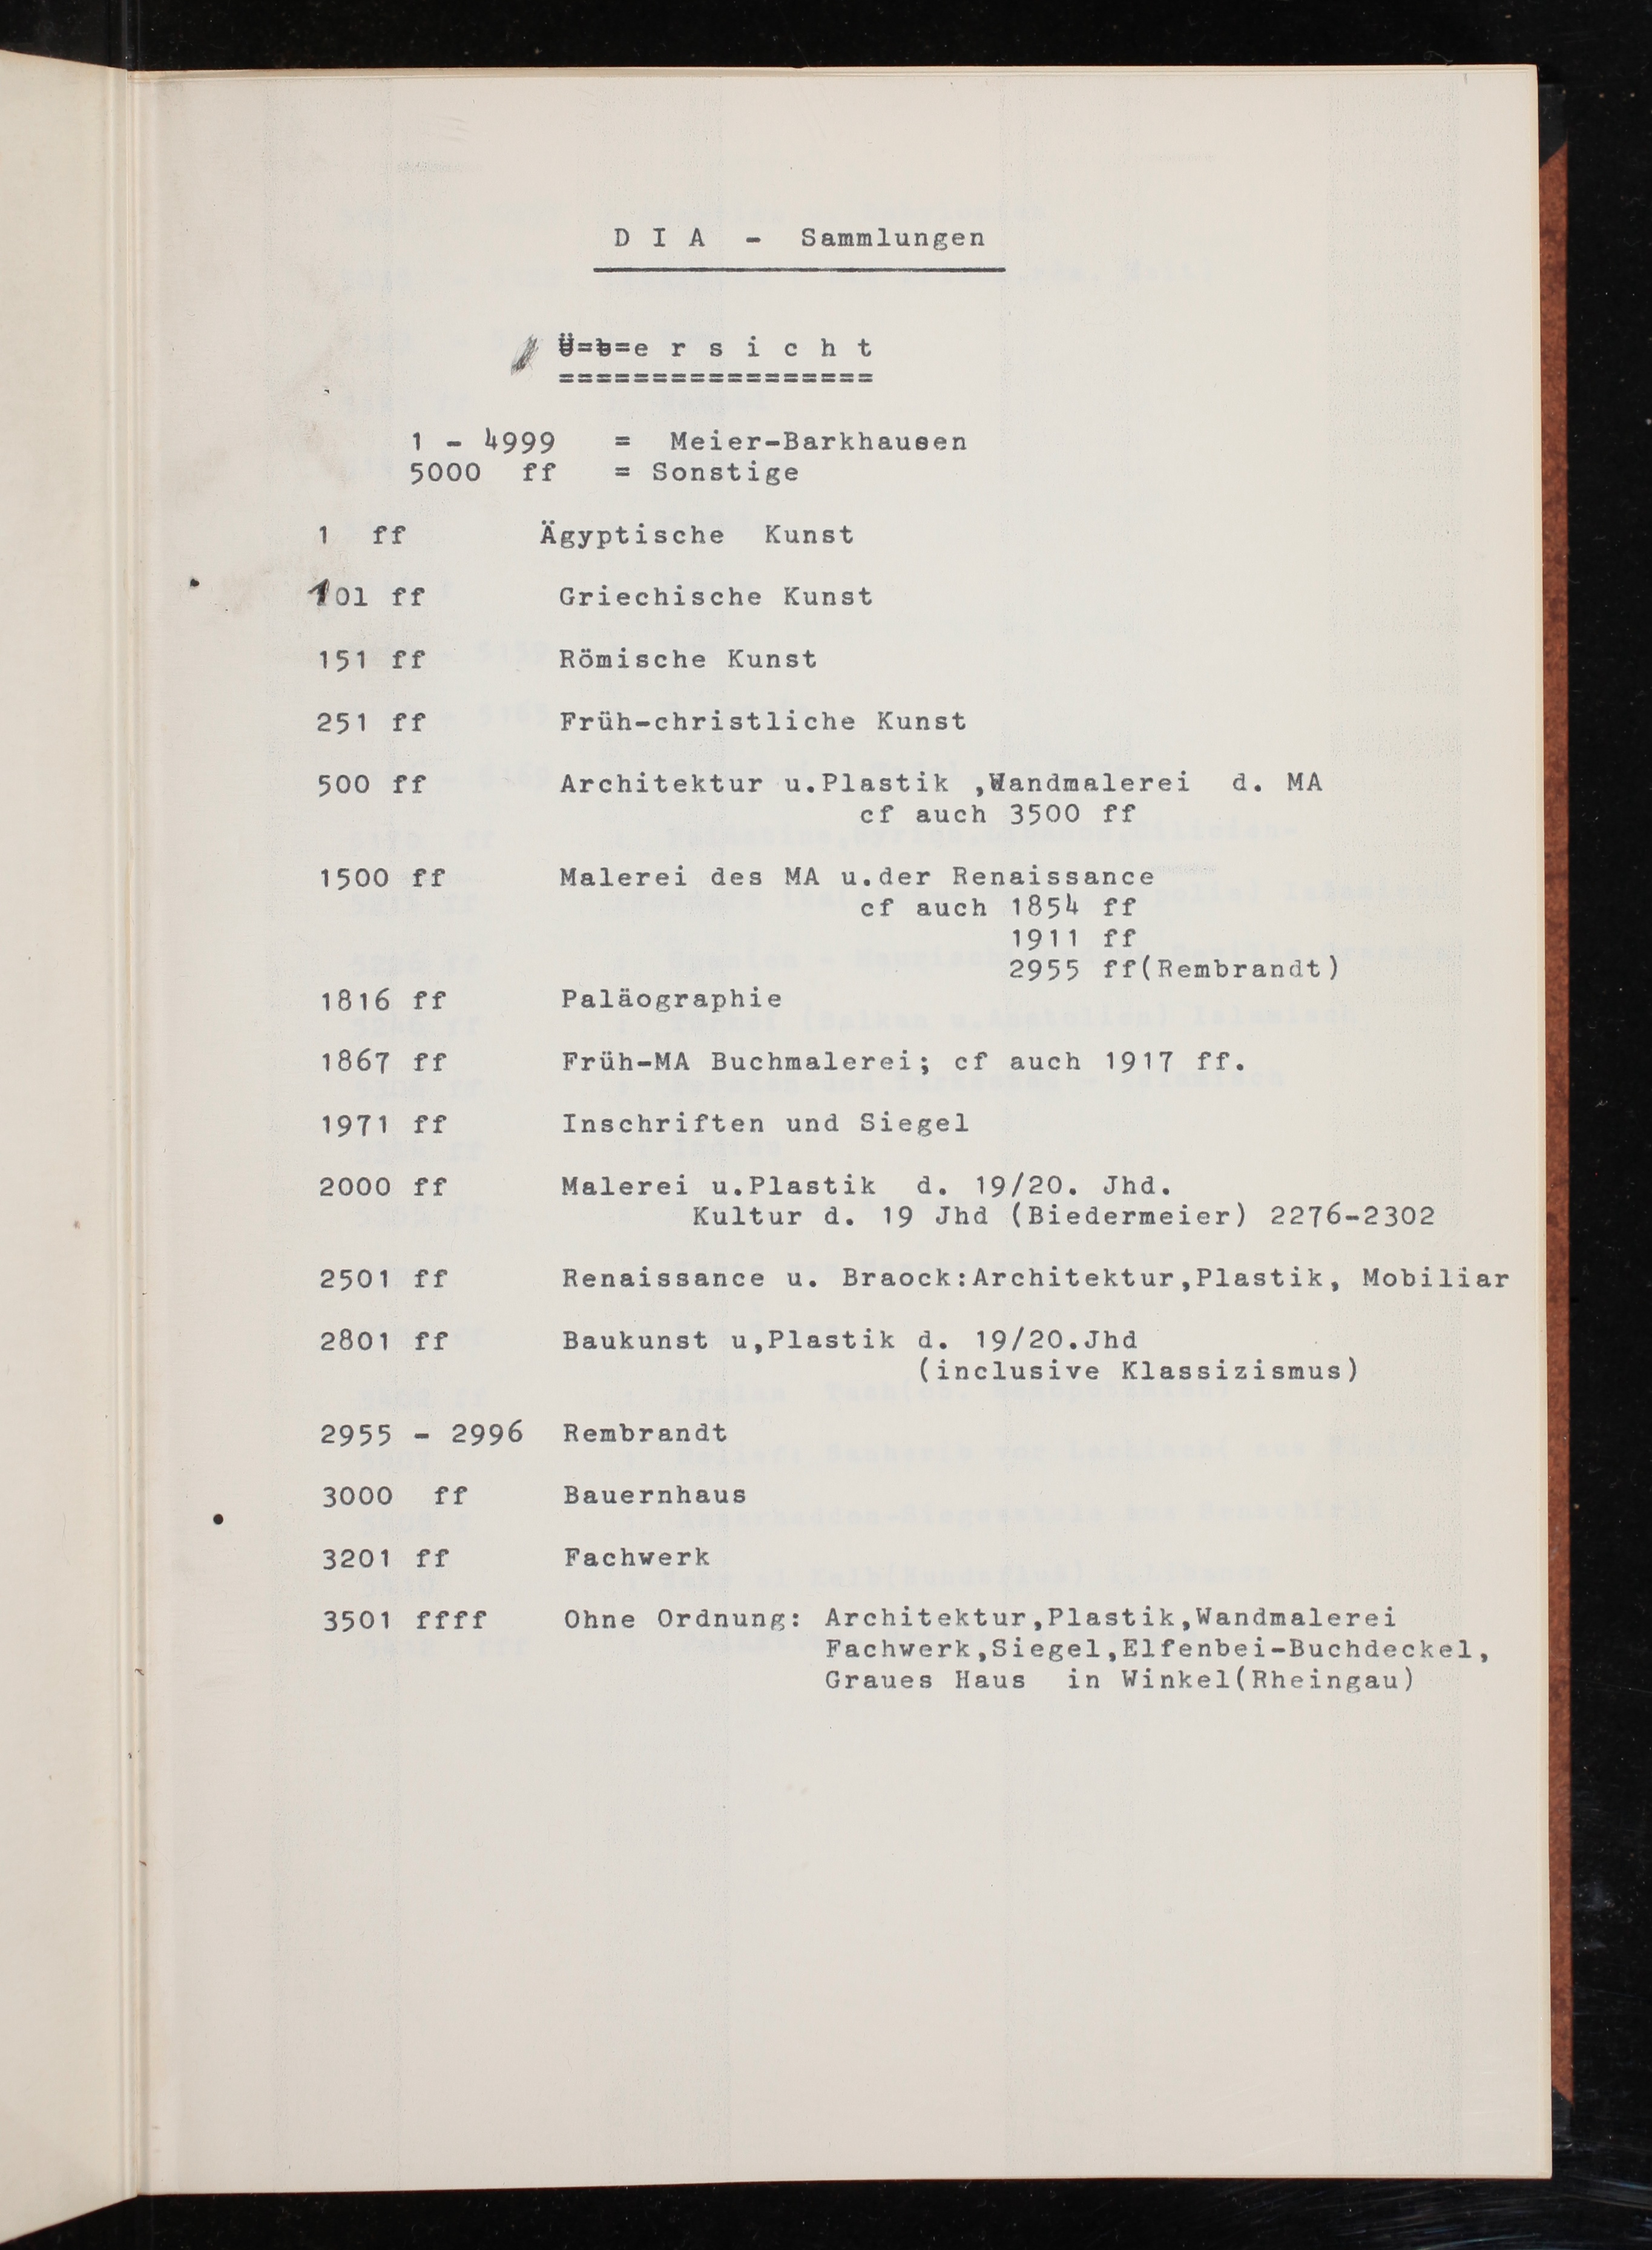 D I A - Sammlungen
Ü=b=e r s i c h t
=================
1 - 4999 = Meier-Barkhausen
5000 ff = Sonstige
1 ff Ägyptische Kunst
101 ff Griechische Kunst
151 ff Römische Kunst
251 ff Früh-christliche Kunst
500 ff Architektur u.Plastik ,Wandmalerei d. MA
cf auch 3500 ff
1500 ff Malerei des MA u.der Renaissance
cf auch 1854 ff
1911 ff
2955 ff(Rembrandt)
1816 ff Paläographie
1867 ff Früh-MA Buchmalerei; cf auch 1917 ff.
1971 ff Inschriften und Siegel
2000 ff Malerei u.Plastik d. 19/20. Jhd.
Kultur d. 19 Jhd (Biedermeier) 2276-2302
2501 ff Renaissance u. Braock:Architektur,Plastik, Mobiliar
2801 ff Baukunst u,Plastik d. 19/20.Jhd
(inclusive Klassizismus)
2955 - 2996 Rembrandt
3000 ff Bauernhaus
3201 ff Fachwerk
3501 ffff Ohne Ordnung: Architektur,Plastik,Wandmalerei
Fachwerk,Siegel,Elfenbei-Buchdeckel,
Graues Haus in Winkel(Rheingau)